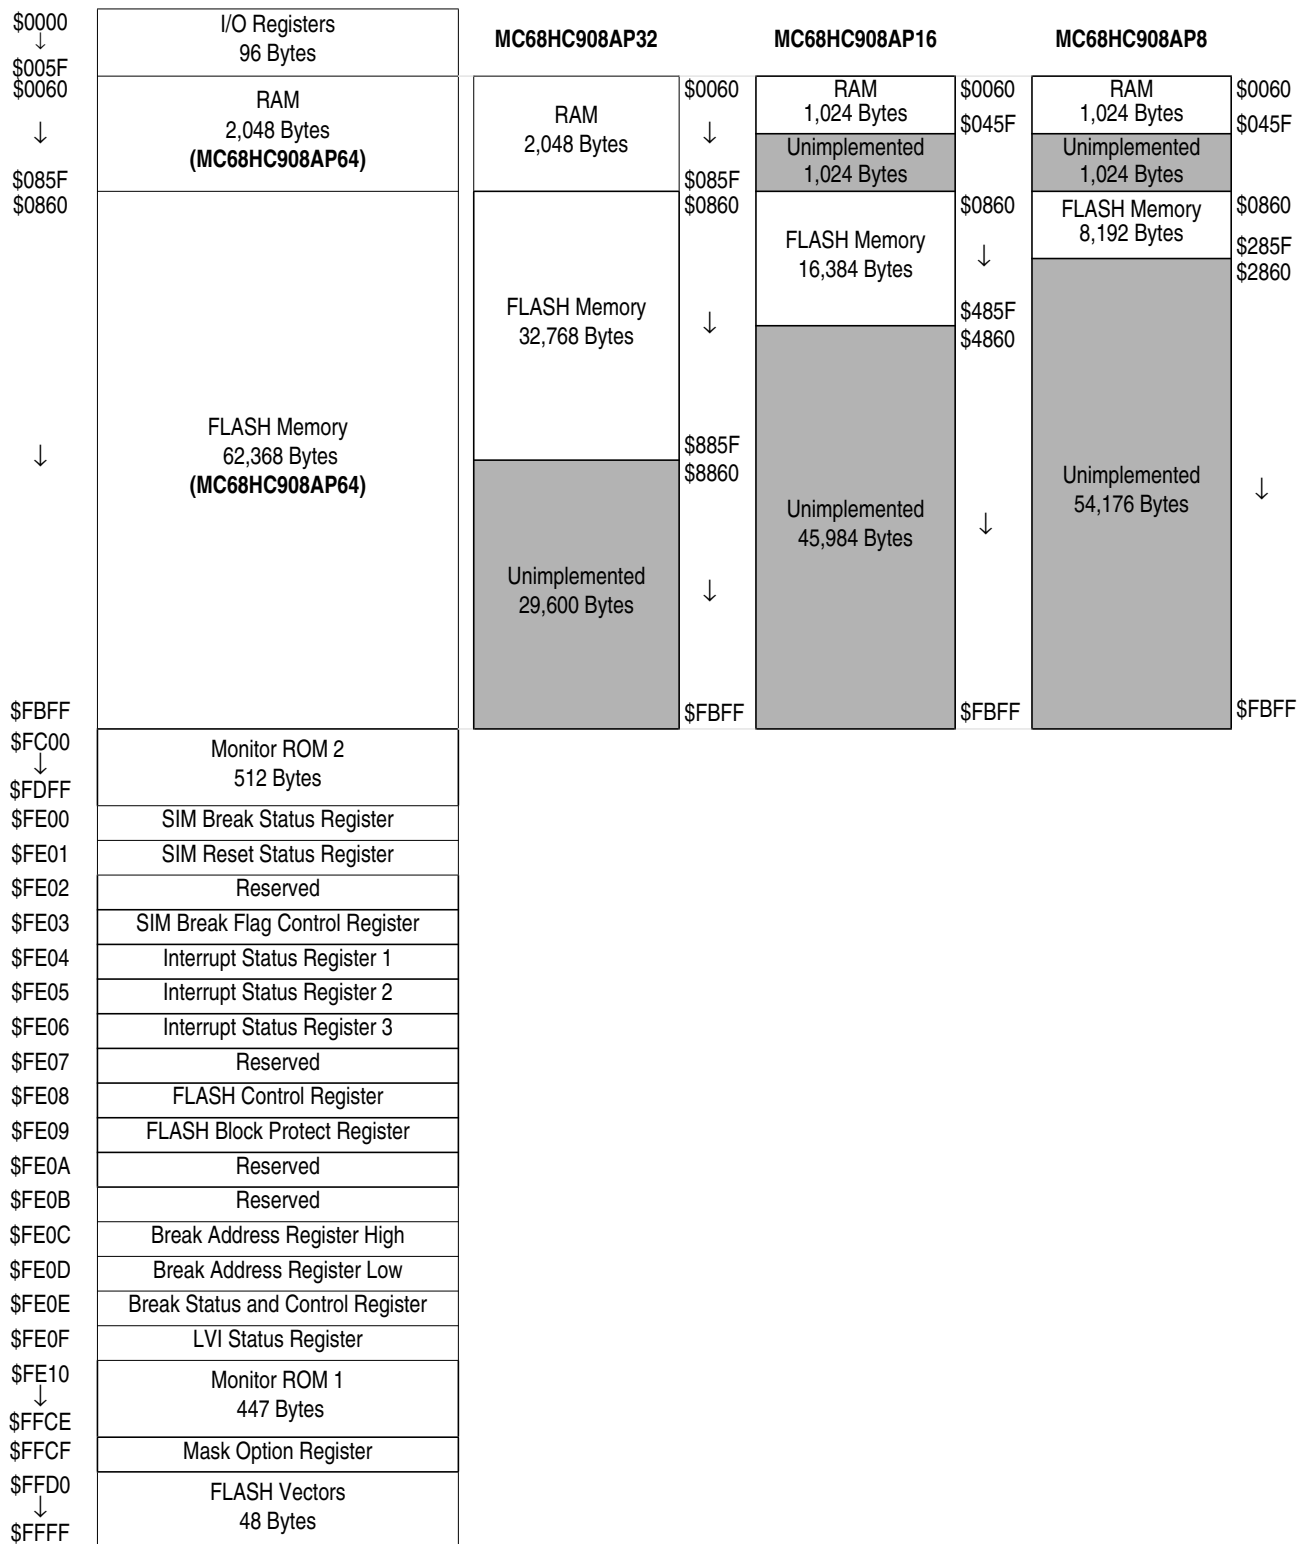 $0000
↓
$005F
I/O Registers
96 Bytes
MC68HC908AP32
MC68HC908AP16
MC68HC908AP8
$0060
↓
$085F
RAM
2,048 Bytes
(MC68HC908AP64)
RAM
2,048 Bytes
$0060
↓
$085F
RAM
1,024 Bytes
$0060
$045F
Unimplemented
1,024 Bytes
RAM
1,024 Bytes
$0060
$045F
Unimplemented
1,024 Bytes
$0860
↓
$FBFF
FLASH Memory
62,368 Bytes
(MC68HC908AP64)
FLASH Memory
32,768 Bytes
$0860
↓
$885F
Unimplemented
29,600 Bytes
$8860
↓
$FBFF
FLASH Memory
16,384 Bytes
$0860
↓
$485F
Unimplemented
45,984 Bytes
$4860
↓
$FBFF
FLASH Memory
8,192 Bytes
$0860
$285F
Unimplemented
54,176 Bytes
$2860
↓
$FBFF
$FC00
↓
$FDFF
Monitor ROM 2
512 Bytes
$FE00 SIM Break Status Register
$FE01 SIM Reset Status Register
$FE02 Reserved
$FE03 SIM Break Flag Control Register
$FE04 Interrupt Status Register 1
$FE05 Interrupt Status Register 2
$FE06 Interrupt Status Register 3
$FE07 Reserved
$FE08 FLASH Control Register
$FE09 FLASH Block Protect Register
$FE0A Reserved
$FE0B Reserved
$FE0C Break Address Register High
$FE0D Break Address Register Low
$FE0E Break Status and Control Register
$FE0F LVI Status Register
$FE10
↓
$FFCE
Monitor ROM 1
447 Bytes
$FFCF Mask Option Register
$FFD0
↓
$FFFF
FLASH Vectors
48 Bytes